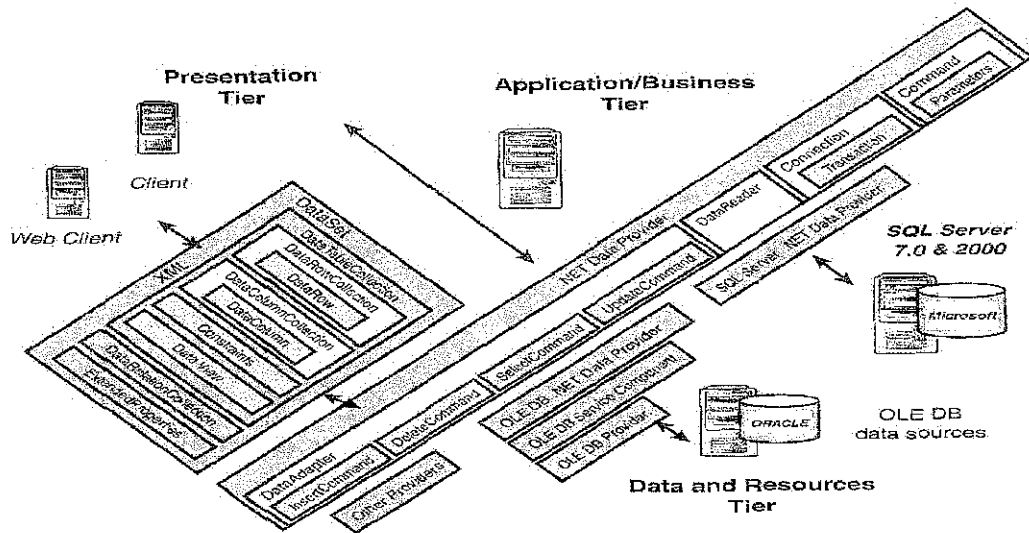 Presentation
Tier
Client
Web Client
Application/Business
Tier
DataSet
XML
DataTableCollection
DataRowCollection
DataRow
DataColumnCollection
DataColumn
Constraints
DataView
DataRelationCollection
ExtendedProperties
.NET Data Provider
Command
Parameters
Connection
Transaction
DataReader
UpdateCommand
SelectCommand
DeleteCommand
DataAdapter
InsertCommand
SQL Server .NET Data Provider
OLE DB .NET Data Provider
OLE DB Service Component
OLE DB Provider
Other Providers
SQL Server
7.0 & 2000
Microsoft
ORACLE
OLE DB
data sources
Data and Resources
Tier